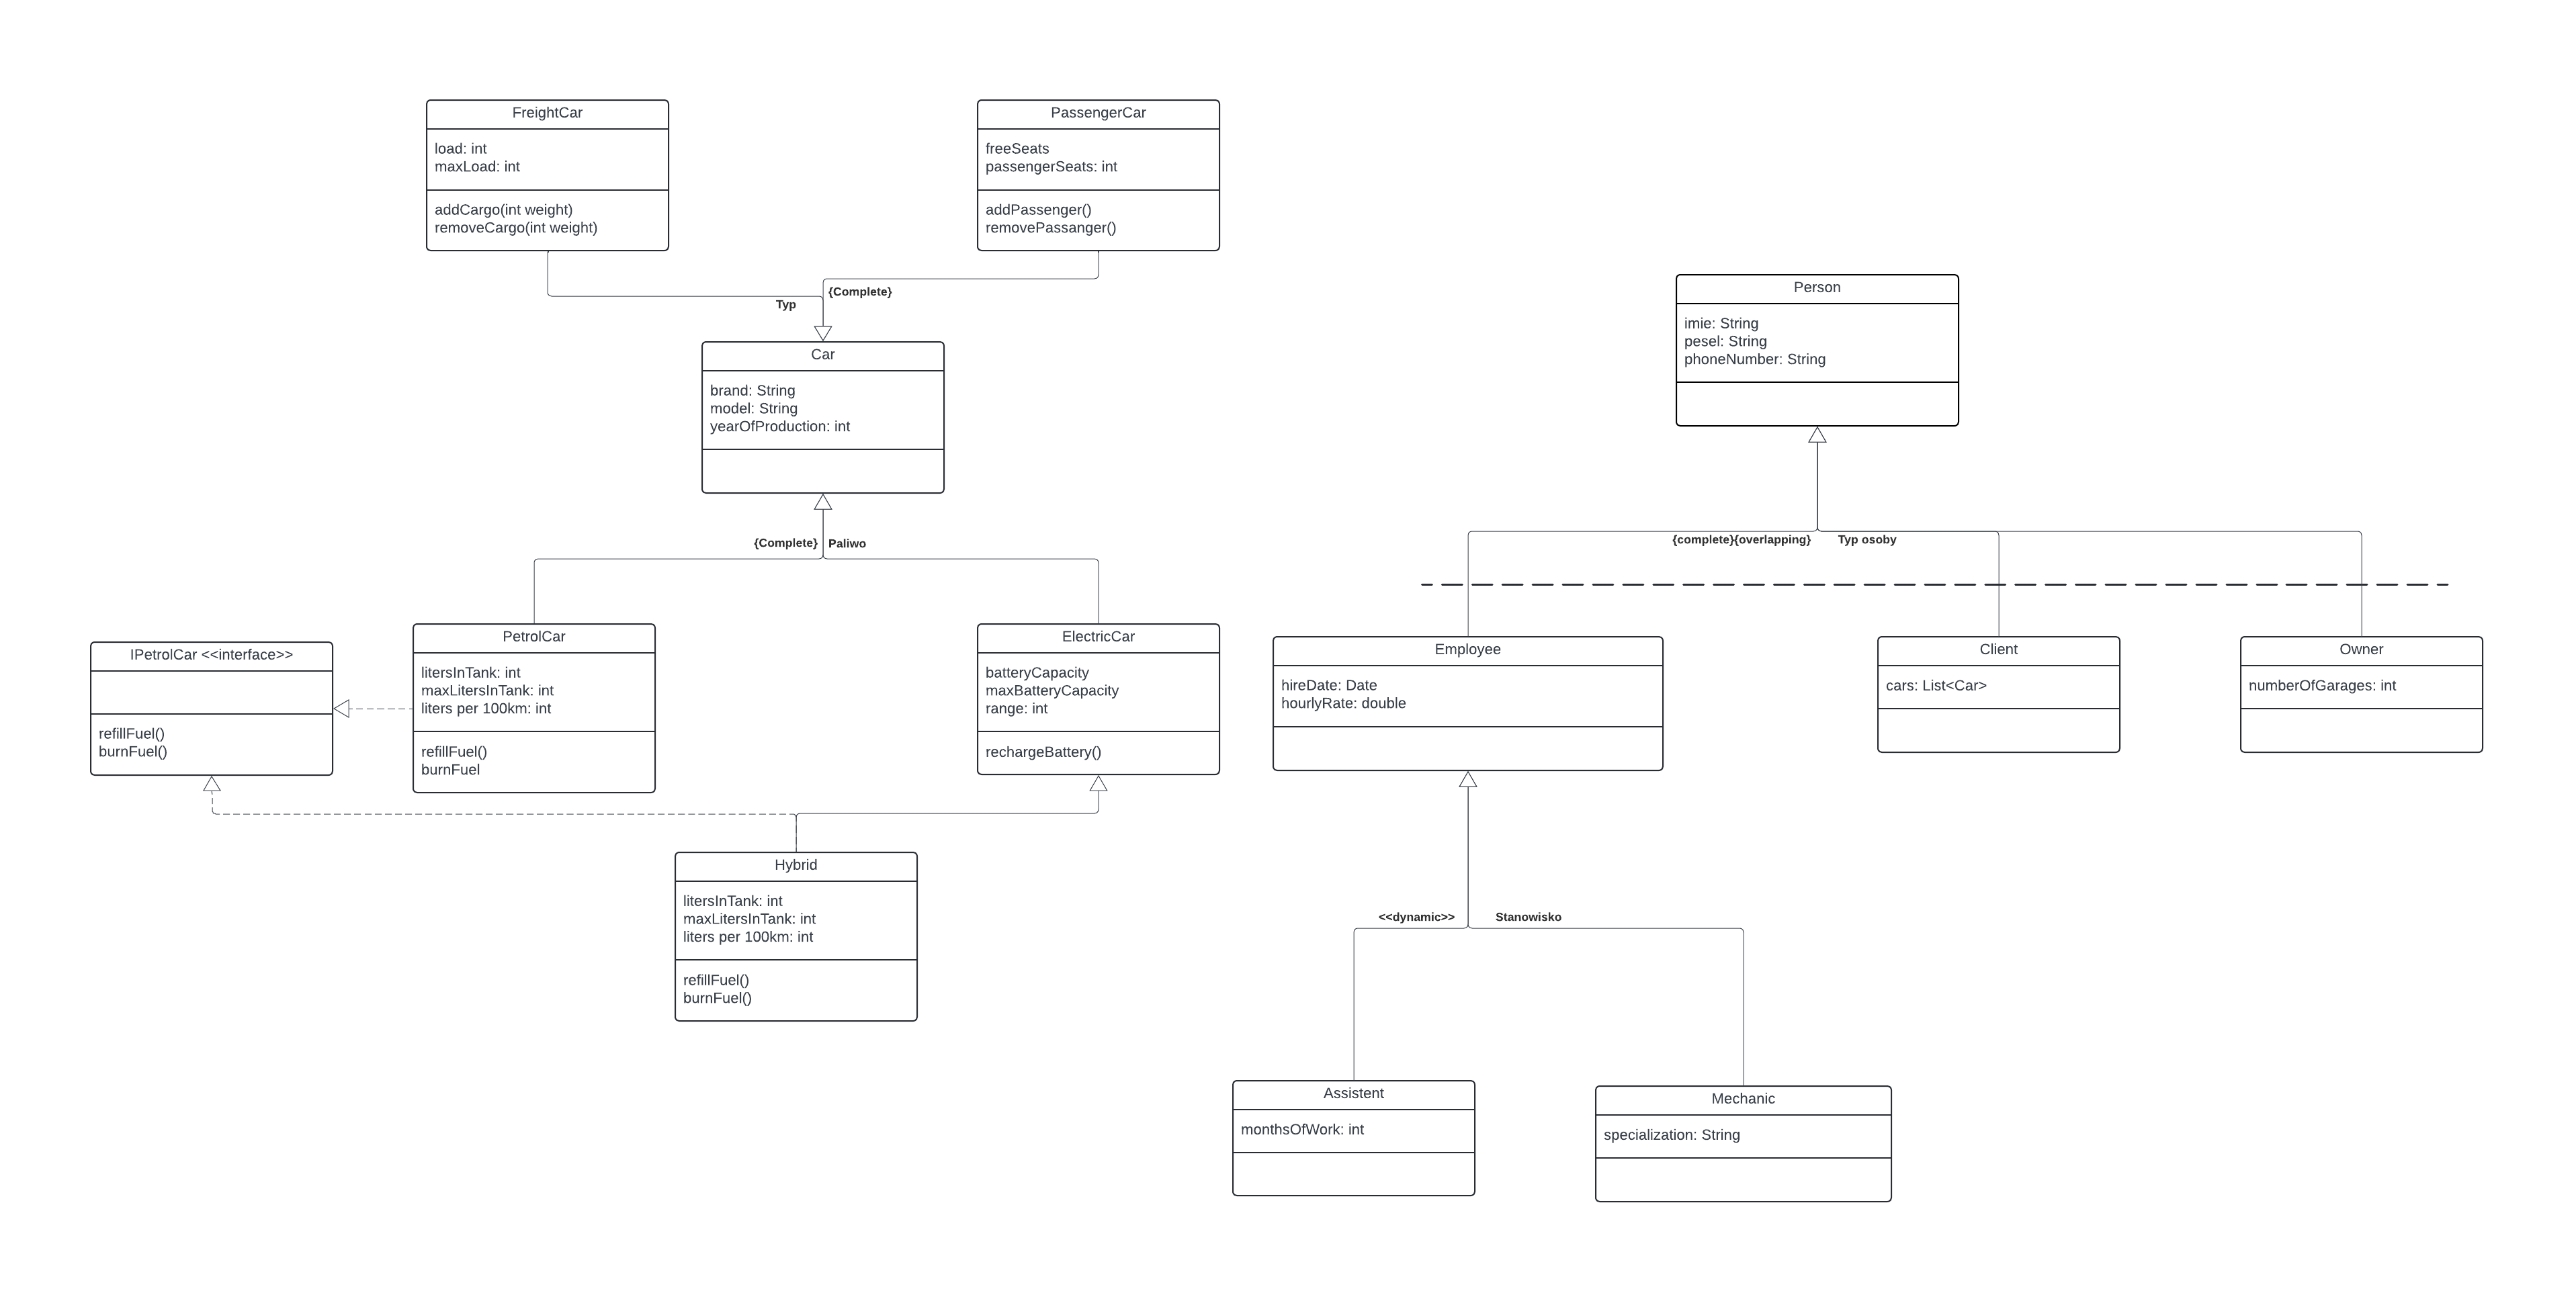 FreightCar
load: int
maxLoad: int
addCargo(int weight)
removeCargo(int weight)
PassengerCar
freeSeats
passengerSeats: int
addPassenger()
removePassanger()
Typ
{Complete}
Car
brand: String
model: String
yearOfProduction: int
{Complete}
Paliwo
IPetrolCar <<interface>>
refillFuel()
burnFuel()
PetrolCar
litersInTank: int
maxLitersInTank: int
liters per 100km: int
refillFuel()
burnFuel
ElectricCar
batteryCapacity
maxBatteryCapacity
range: int
rechargeBattery()
Hybrid
litersInTank: int
maxLitersInTank: int
liters per 100km: int
refillFuel()
burnFuel()
Person
imie: String
pesel: String
phoneNumber: String
{complete}{overlapping}
Typ osoby
Employee
hireDate: Date
hourlyRate: double
Client
cars: List<Car>
Owner
numberOfGarages: int
<<dynamic>>
Stanowisko
Assistent
monthsOfWork: int
Mechanic
specialization: String